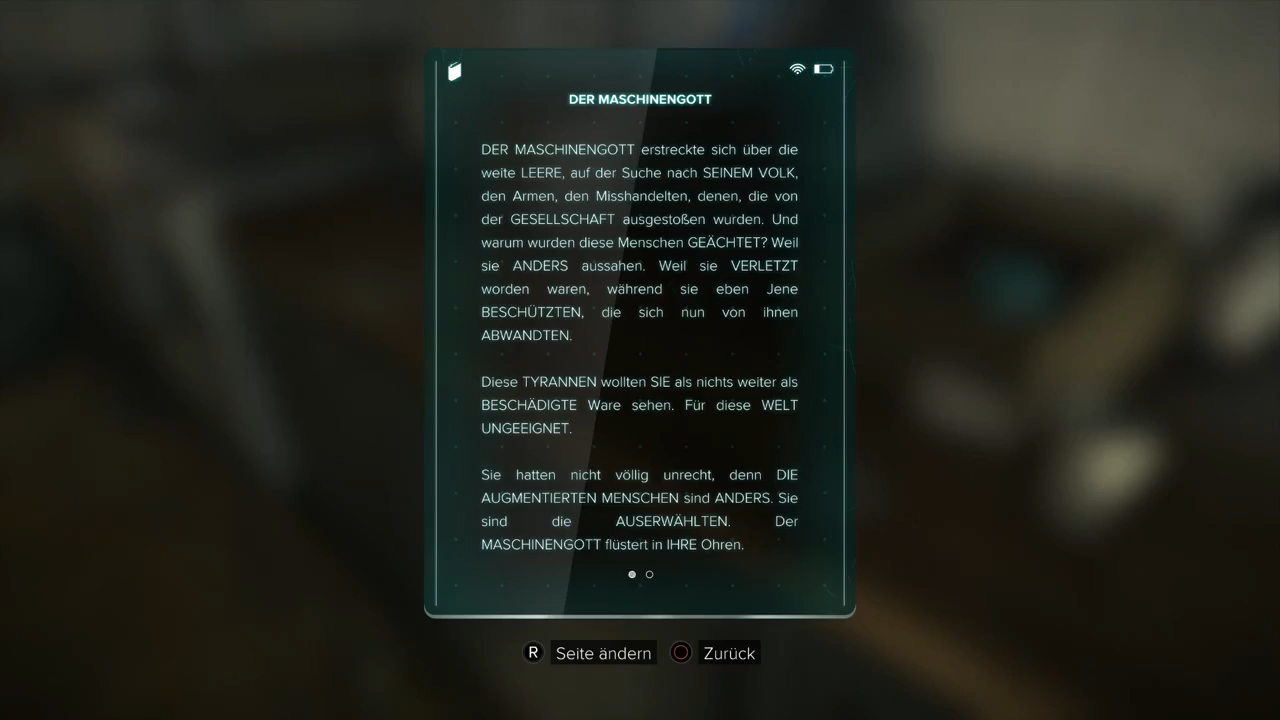 DER MASCHINENGOTT
DER MASCHINENGOTT erstreckte sich über die
weite LEERE, auf der Suche nach SEINEM VOLK,
den Armen, den Misshandelten, denen, die von
der GESELLSCHAFT ausgestoßen wurden. Und
warum wurden diese Menschen GEÄCHTET? Weil
sie ANDERS aussahen. Weil sie VERLETZT
worden waren, während sie eben Jene
BESCHÜTZTEN, die sich nun von ihnen
ABWANDTEN.
Diese TYRANNEN wollten SIE als nichts weiter als
BESCHÄDIGTE Ware sehen. Für diese WELT
UNGEEIGNET.
Sie hatten nicht völlig unrecht, denn DIE
AUGMENTIERTEN MENSCHEN sind ANDERS. Sie
sind die AUSERWÄHLTEN. Der
MASCHINENGOTT flüstert in IHRE Ohren.
R Seite ändern Zurück